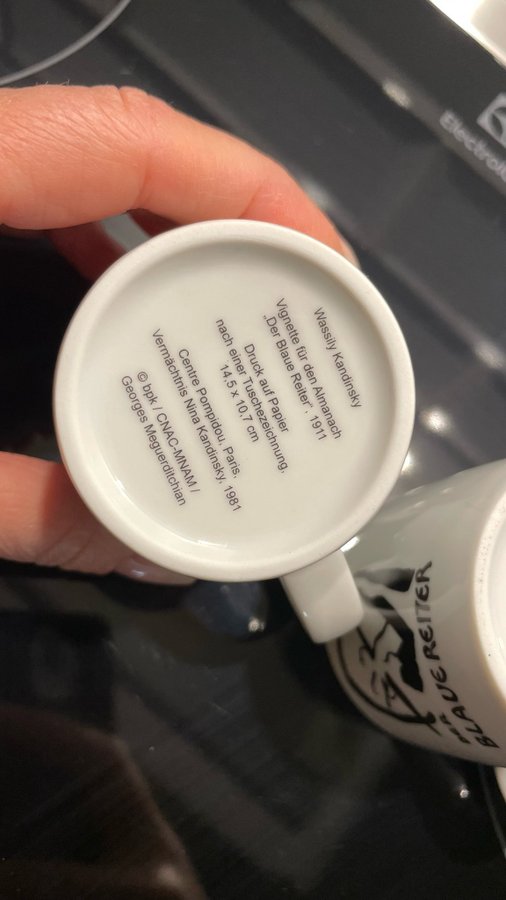 Wassily Kandinsky
Vignette für den Almanach
„Der Blaue Reiter“, 1911
Druck auf Papier
nach einer Tuschezeichnung,
14,5 x 10,7 cm
Centre Pompidou, Paris,
Vermächtnis Nina Kandinsky, 1981
© bpk / CNAC-MNAM /
Georges Meguerditchian
DER
BLAUE REITER